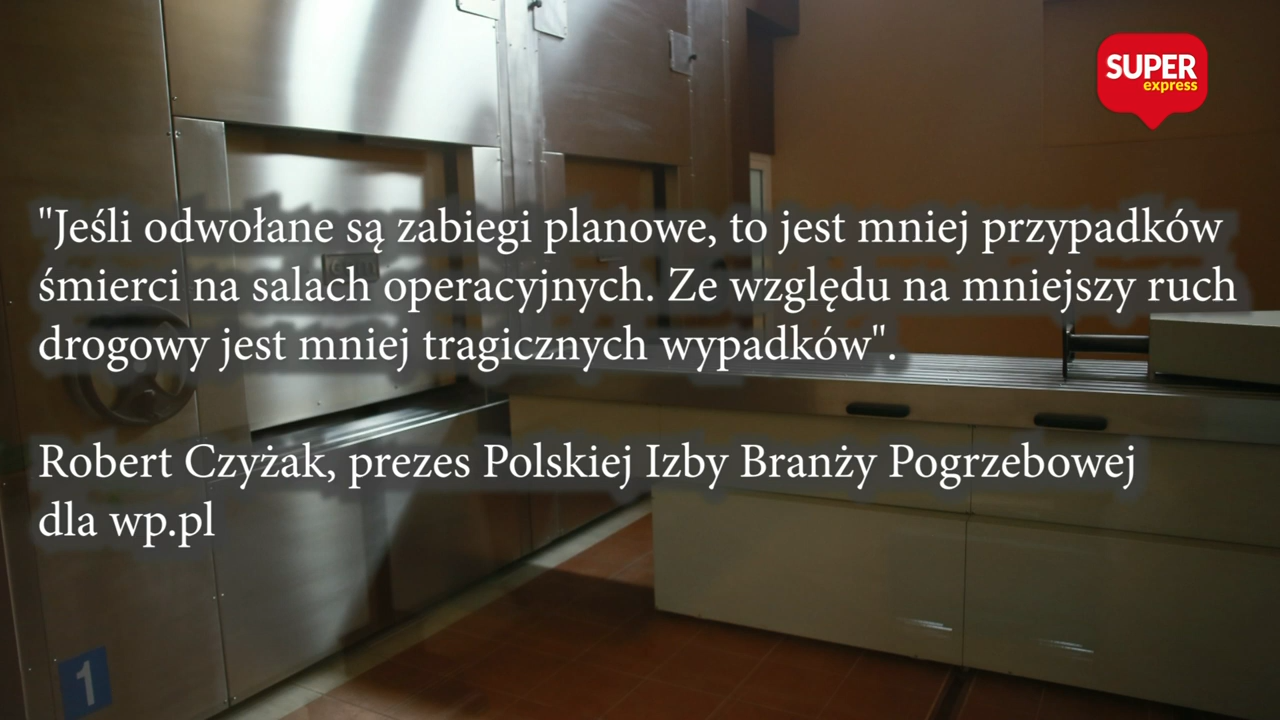 SUPER
express
"Jeśli odwołane są zabiegi planowe, to jest mniej przypadków
śmierci na salach operacyjnych. Ze względu na mniejszy ruch
drogowy jest mniej tragicznych wypadków".
Robert Czyżak, prezes Polskiej Izby Branży Pogrzebowej
dla wp.pl
1